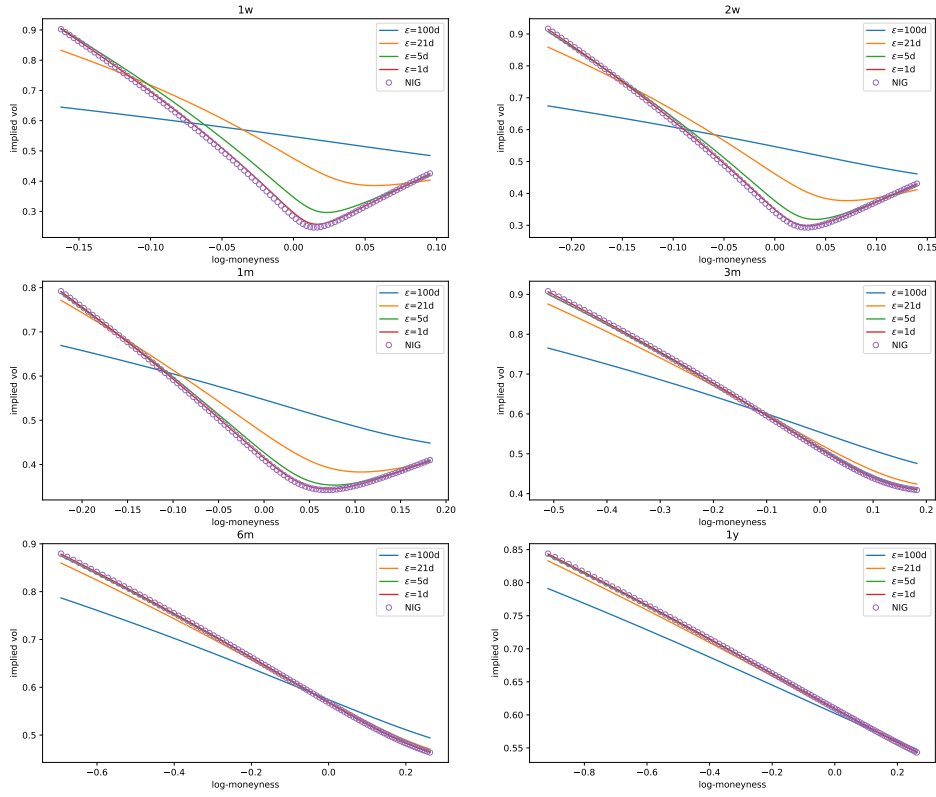 1w
implied vol
0.9
0.8
0.7
0.6
0.5
0.4
0.3
ε=100d
ε=21d
ε=5d
ε=1d
NIG
−0.15
−0.10
−0.05
0.00
0.05
0.10
log-moneyness
2w
implied vol
0.9
0.8
0.7
0.6
0.5
0.4
0.3
ε=100d
ε=21d
ε=5d
ε=1d
NIG
−0.20
−0.15
−0.10
−0.05
0.00
0.05
0.10
0.15
log-moneyness
1m
implied vol
0.8
0.7
0.6
0.5
0.4
ε=100d
ε=21d
ε=5d
ε=1d
NIG
−0.20
−0.15
−0.10
−0.05
0.00
0.05
0.10
0.15
0.20
log-moneyness
3m
implied vol
0.9
0.8
0.7
0.6
0.5
0.4
ε=100d
ε=21d
ε=5d
ε=1d
NIG
−0.5
−0.4
−0.3
−0.2
−0.1
0.0
0.1
0.2
log-moneyness
6m
implied vol
0.9
0.8
0.7
0.6
0.5
ε=100d
ε=21d
ε=5d
ε=1d
NIG
−0.6
−0.4
−0.2
0.0
0.2
log-moneyness
1y
implied vol
0.85
0.80
0.75
0.70
0.65
0.60
0.55
ε=100d
ε=21d
ε=5d
ε=1d
NIG
−0.8
−0.6
−0.4
−0.2
0.0
0.2
log-moneyness